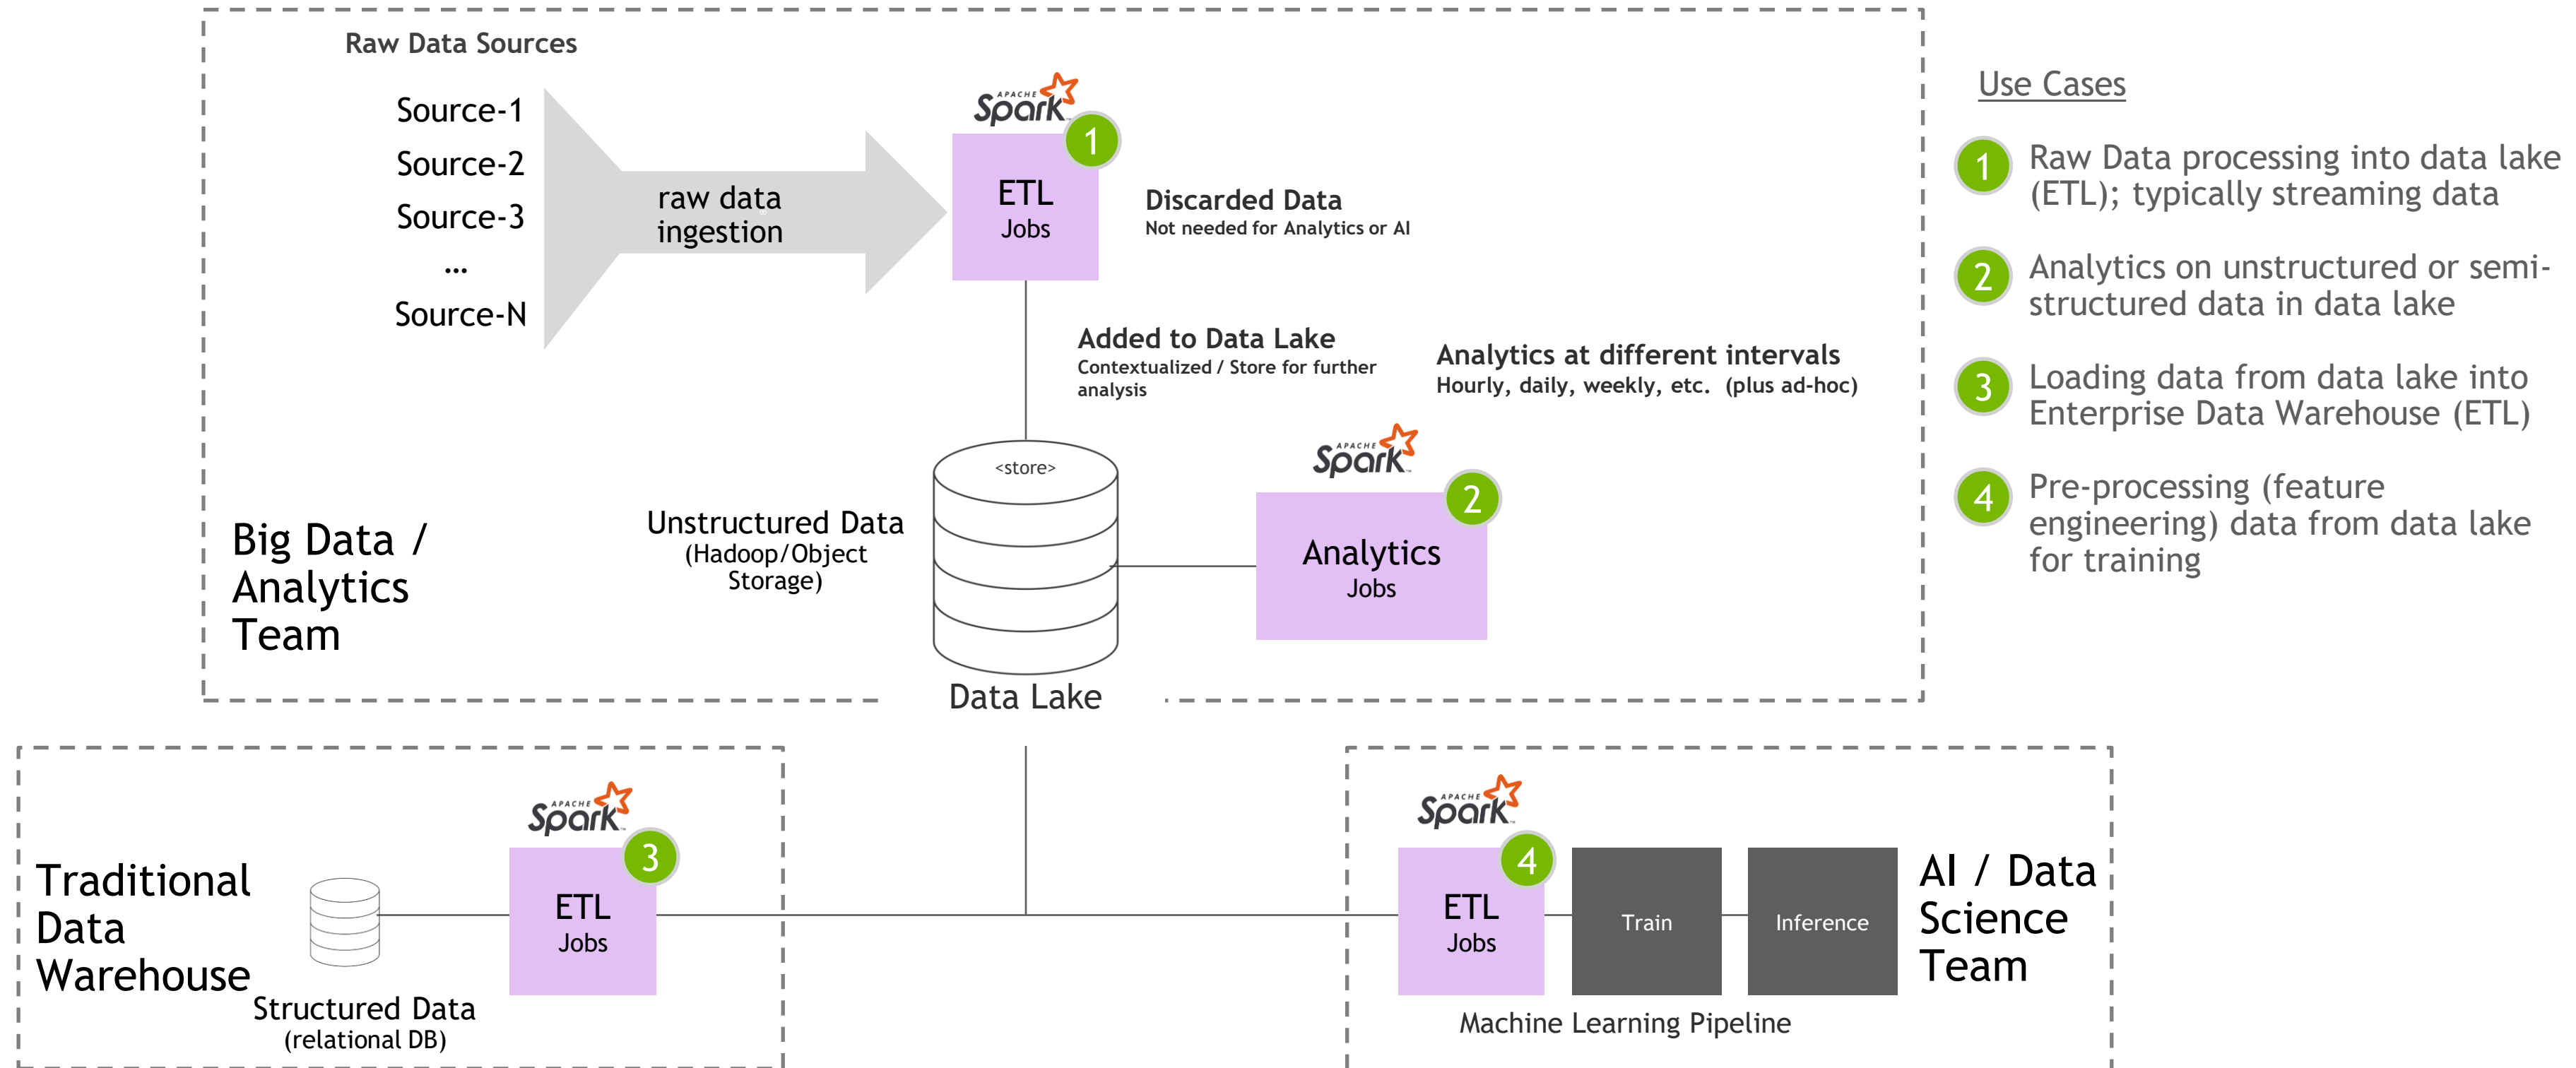 Raw Data Sources
Source-1
Source-2
Source-3
...
Source-N
raw data
ingestion
APACHE
Spark™
1
ETL
Jobs
Discarded Data
Not needed for Analytics or AI
Added to Data Lake
Contextualized / Store for further
analysis
Analytics at different intervals
Hourly, daily, weekly, etc.  (plus ad-hoc)
<store>
Unstructured Data
(Hadoop/Object
Storage)
APACHE
Spark™
2
Analytics
Jobs
Big Data /
Analytics
Team
Data Lake
Use Cases
1 Raw Data processing into data lake
(ETL); typically streaming data
2 Analytics on unstructured or semi-
structured data in data lake
3 Loading data from data lake into
Enterprise Data Warehouse (ETL)
4 Pre-processing (feature
engineering) data from data lake
for training
Traditional
Data
Warehouse
Structured Data
(relational DB)
APACHE
Spark™
3
ETL
Jobs
APACHE
Spark™
4
ETL
Jobs
Train
Inference
Machine Learning Pipeline
AI / Data
Science
Team